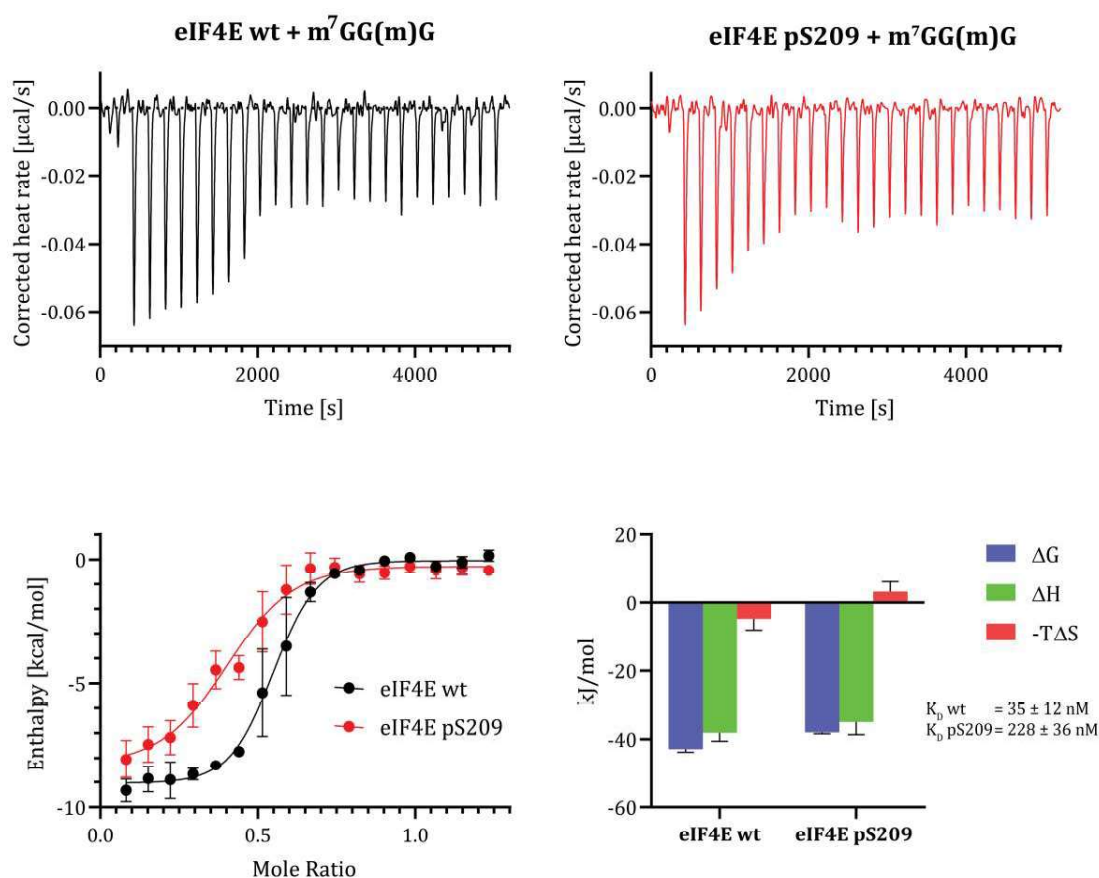 eIF4E wt + m⁷GG(m)G
Corrected heat rate [µcal/s]
0.00
-0.02
-0.04
-0.06
0 2000 4000
Time [s]
eIF4E pS209 + m⁷GG(m)G
Corrected heat rate [µcal/s]
0.00
-0.02
-0.04
-0.06
0 2000 4000
Time [s]
Enthalpy [kcal/mol]
0
-5
-10
eIF4E wt
eIF4E pS209
0.0 0.5 1.0
Mole Ratio
kJ/mol
20
0
-20
-40
-60
eIF4E wt eIF4E pS209
ΔG
ΔH
-TΔS
K_D wt = 35 ± 12 nM
K_D pS209 = 228 ± 36 nM